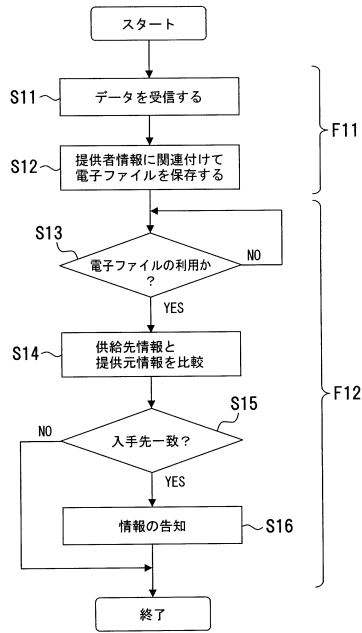 スタート
S11
データを受信する
F11
S12
提供者情報に関連付けて
電子ファイルを保存する
S13
電子ファイルの利用か
?
NO
YES
S14
供給先情報と
提供元情報を比較
F12
S15
NO
入手先一致?
YES
情報の告知
S16
終了